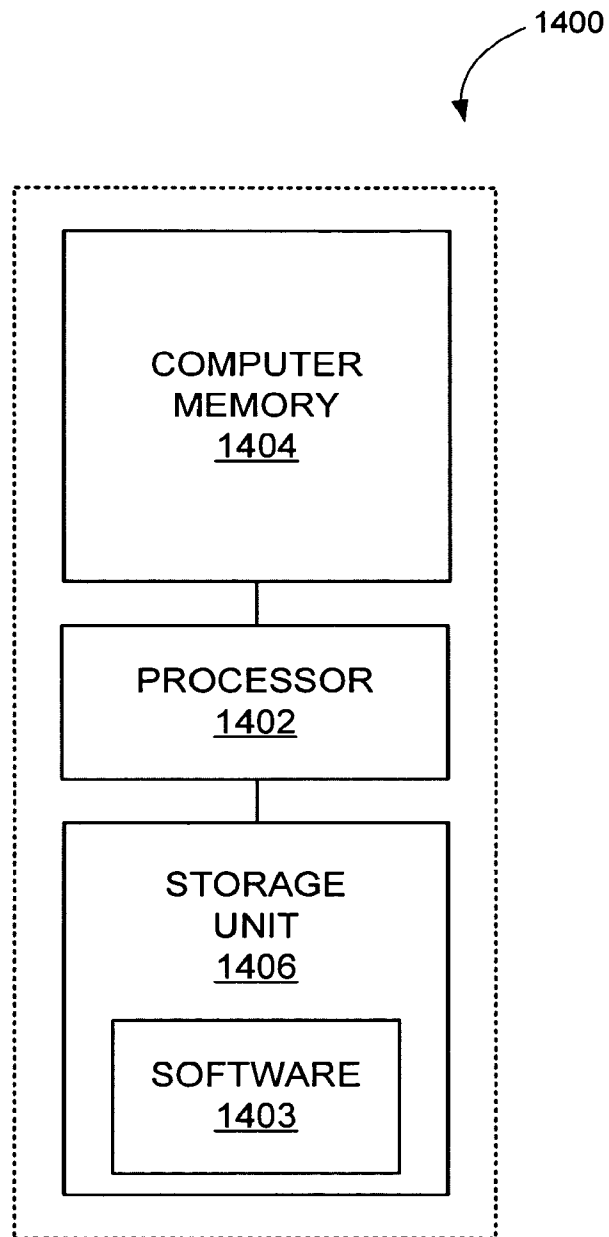 1400
COMPUTER
MEMORY
1404
PROCESSOR
1402
STORAGE
UNIT
1406
SOFTWARE
1403